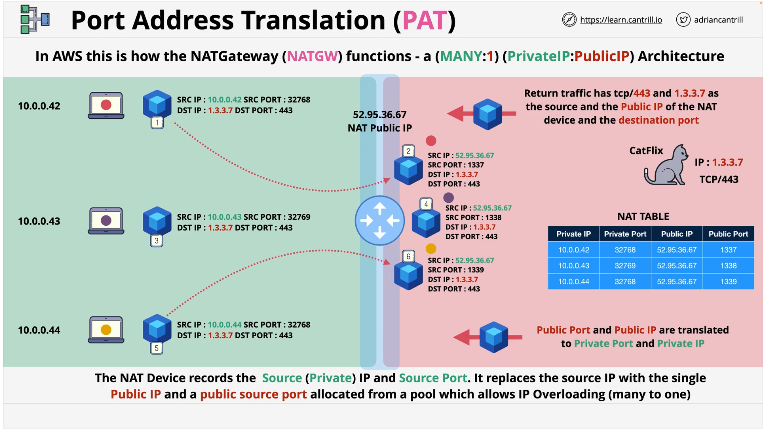 Port Address Translation (PAT)
https://learn.cantrill.io
adriancantrill
In AWS this is how the NATGateway (NATGW) functions - a (MANY:1) (PrivateIP:PublicIP) Architecture
10.0.0.42
SRC IP : 10.0.0.42 SRC PORT : 32768
DST IP : 1.3.3.7 DST PORT : 443
1
52.95.36.67
NAT Public IP
Return traffic has tcp/443 and 1.3.3.7 as
the source and the Public IP of the NAT
device and the destination port
2
SRC IP : 52.95.36.67
SRC PORT : 1337
DST IP : 1.3.3.7
DST PORT : 443
CatFlix
IP : 1.3.3.7
TCP/443
10.0.0.43
SRC IP : 10.0.0.43 SRC PORT : 32769
DST IP : 1.3.3.7 DST PORT : 443
3
4
SRC IP : 52.95.36.67
SRC PORT : 1338
DST IP : 1.3.3.7
DST PORT : 443
NAT TABLE
Private IP Private Port Public IP Public Port
10.0.0.42 32768 52.95.36.67 1337
10.0.0.43 32769 52.95.36.67 1338
10.0.0.44 32768 52.95.36.67 1339
6
SRC IP : 52.95.36.67
SRC PORT : 1339
DST IP : 1.3.3.7
DST PORT : 443
10.0.0.44
SRC IP : 10.0.0.44 SRC PORT : 32768
DST IP : 1.3.3.7 DST PORT : 443
5
Public Port and Public IP are translated
to Private Port and Private IP
The NAT Device records the Source (Private) IP and Source Port. It replaces the source IP with the single
Public IP and a public source port allocated from a pool which allows IP Overloading (many to one)